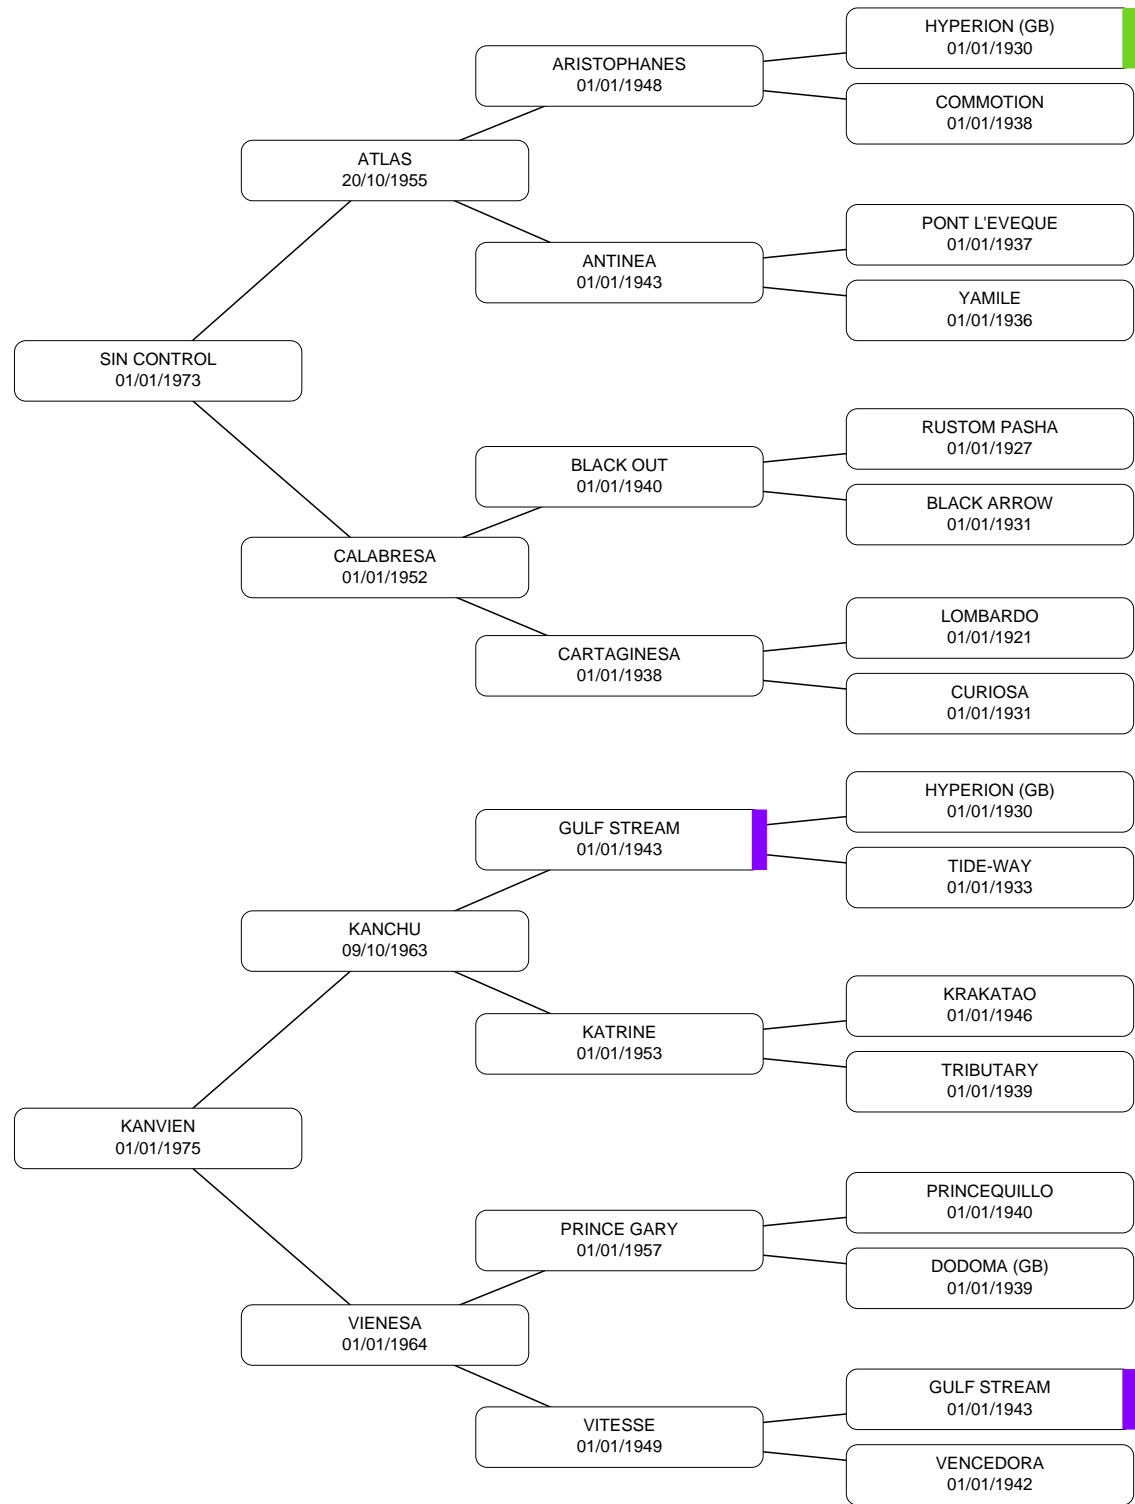 HYPERION (GB)
01/01/1930
ARISTOPHANES
01/01/1948
COMMOTION
01/01/1938
ATLAS
20/10/1955
PONT L'EVEQUE
01/01/1937
ANTINEA
01/01/1943
YAMILE
01/01/1936
SIN CONTROL
01/01/1973
RUSTOM PASHA
01/01/1927
BLACK OUT
01/01/1940
BLACK ARROW
01/01/1931
CALABRESA
01/01/1952
LOMBARDO
01/01/1921
CARTAGINESA
01/01/1938
CURIOSA
01/01/1931
HYPERION (GB)
01/01/1930
GULF STREAM
01/01/1943
TIDE-WAY
01/01/1933
KANCHU
09/10/1963
KRAKATAO
01/01/1946
KATRINE
01/01/1953
TRIBUTARY
01/01/1939
KANVIEN
01/01/1975
PRINCEQUILLO
01/01/1940
PRINCE GARY
01/01/1957
DODOMA (GB)
01/01/1939
VIENESA
01/01/1964
GULF STREAM
01/01/1943
VITESSE
01/01/1949
VENCEDORA
01/01/1942